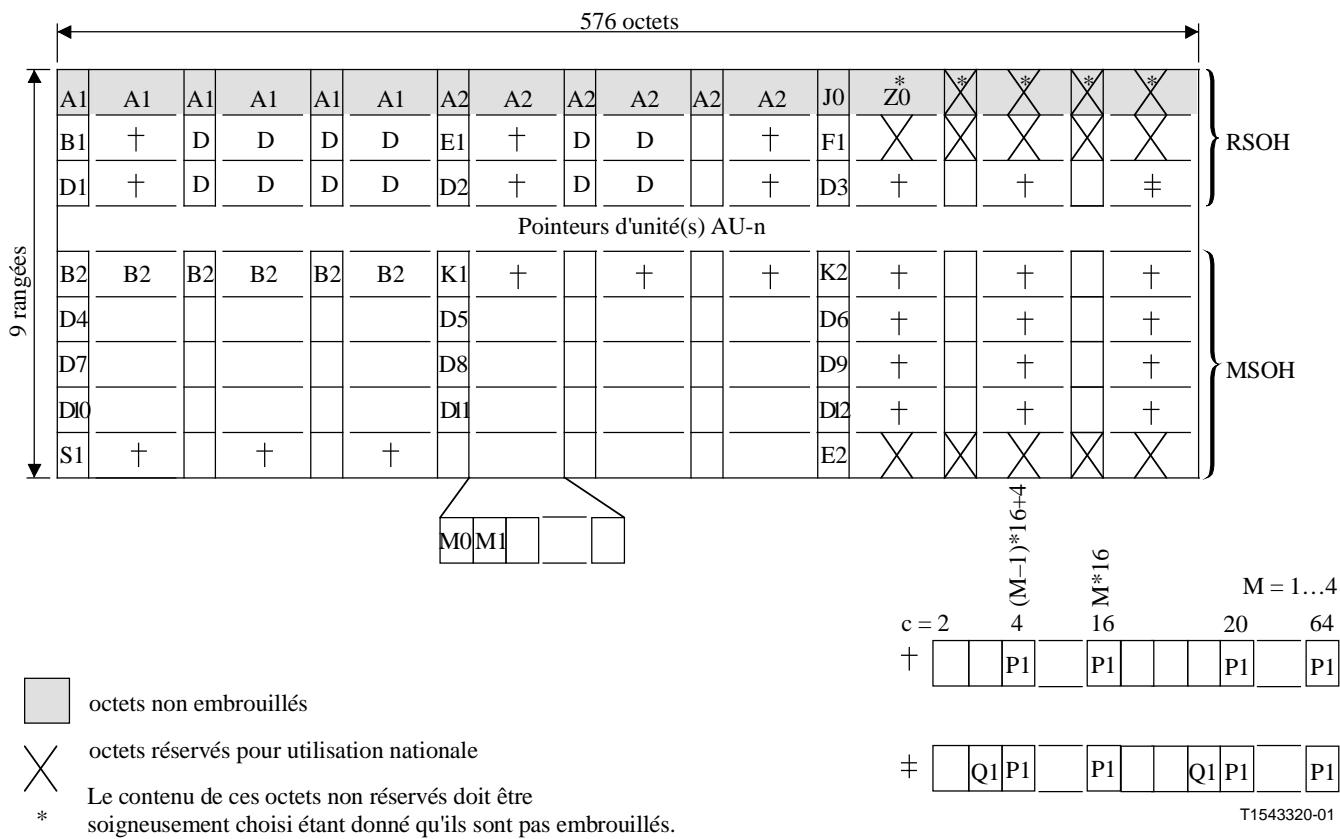 576 octets
A1 A1 A1 A1 A1 A1 A2 A2 A2 A2 A2 A2 J0 Z0* * * * *
B1 † D D D D E1 † D D † F1
D1 † D D D D D2 † D D † D3 † † ‡
RSOH
Pointeurs d'unité(s) AU-n
9 rangées
B2 B2 B2 B2 B2 B2 K1 † † † K2 † † †
D4 D5 D6 † † †
D7 D8 D9 † † †
D10 D11 D12 † † †
S1 † † † E2
MSOH
M0 M1
(M–1)*16+4
M*16
M = 1…4
c = 2 4 16 20 64
† P1 P1 P1 P1
‡ Q1 P1 P1 Q1 P1 P1
octets non embrouillés
octets réservés pour utilisation nationale
* Le contenu de ces octets non réservés doit être
soigneusement choisi étant donné qu'ils sont pas embrouillés.
T1543320-01